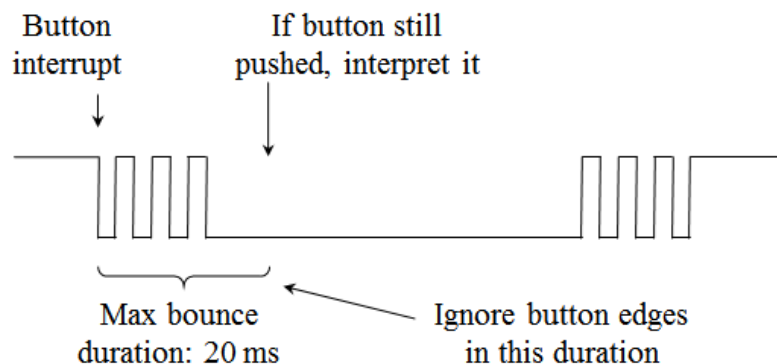 Button
interrupt
If button still
pushed, interpret it
Max bounce
duration: 20 ms
Ignore button edges
in this duration